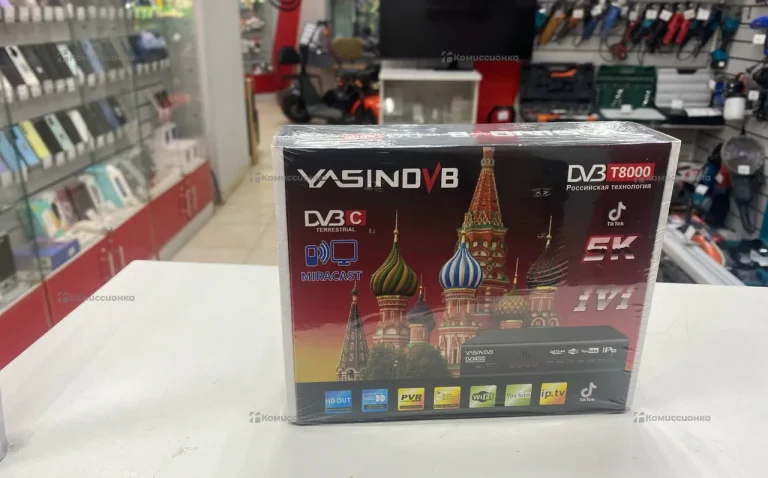 Комиссионка
YASINDVB
DVB T8000
Российская технология
DVB C
TERRESTRIAL
TikTok
5K
MIRACAST
IVI
YASINDVB
HD OUT
PVR
WiFi
YouTube
ip.tv
TikTok
Комиссионка
Комиссионка
Комиссионка
Комиссионка